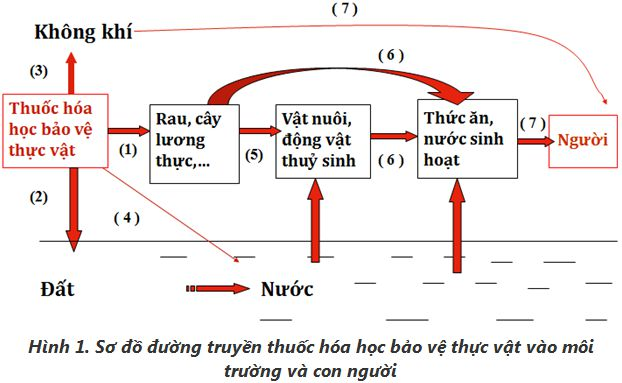 ( 7 )
Không khí
( 6 )
(3)
Thuốc hóa
học bảo vệ
thực vật
(1)
Rau, cây
lương
thực,...
(5)
Vật nuôi,
động vật
thuỷ sinh
( 6 )
Thức ăn,
nước sinh
hoạt
( 7 )
Người
(2)
( 4 )
Đất
Nước
Hình 1. Sơ đồ đường truyền thuốc hóa học bảo vệ thực vật vào môi
trường và con người